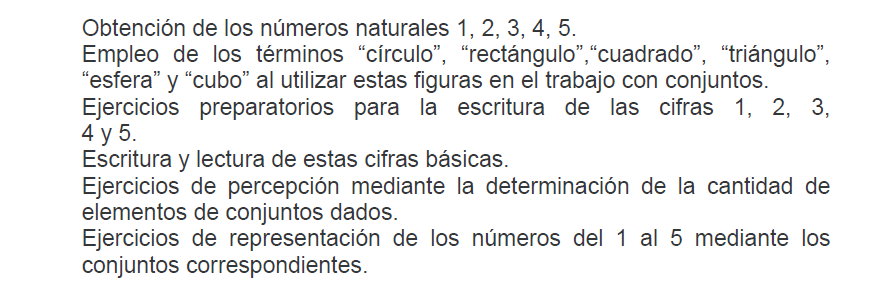 Obtención de los números naturales 1, 2, 3, 4, 5.
Empleo de los términos “círculo”, “rectángulo”,“cuadrado”, “triángulo”,
“esfera” y “cubo” al utilizar estas figuras en el trabajo con conjuntos.
Ejercicios preparatorios para la escritura de las cifras 1, 2, 3,
4 y 5.
Escritura y lectura de estas cifras básicas.
Ejercicios de percepción mediante la determinación de la cantidad de
elementos de conjuntos dados.
Ejercicios de representación de los números del 1 al 5 mediante los
conjuntos correspondientes.